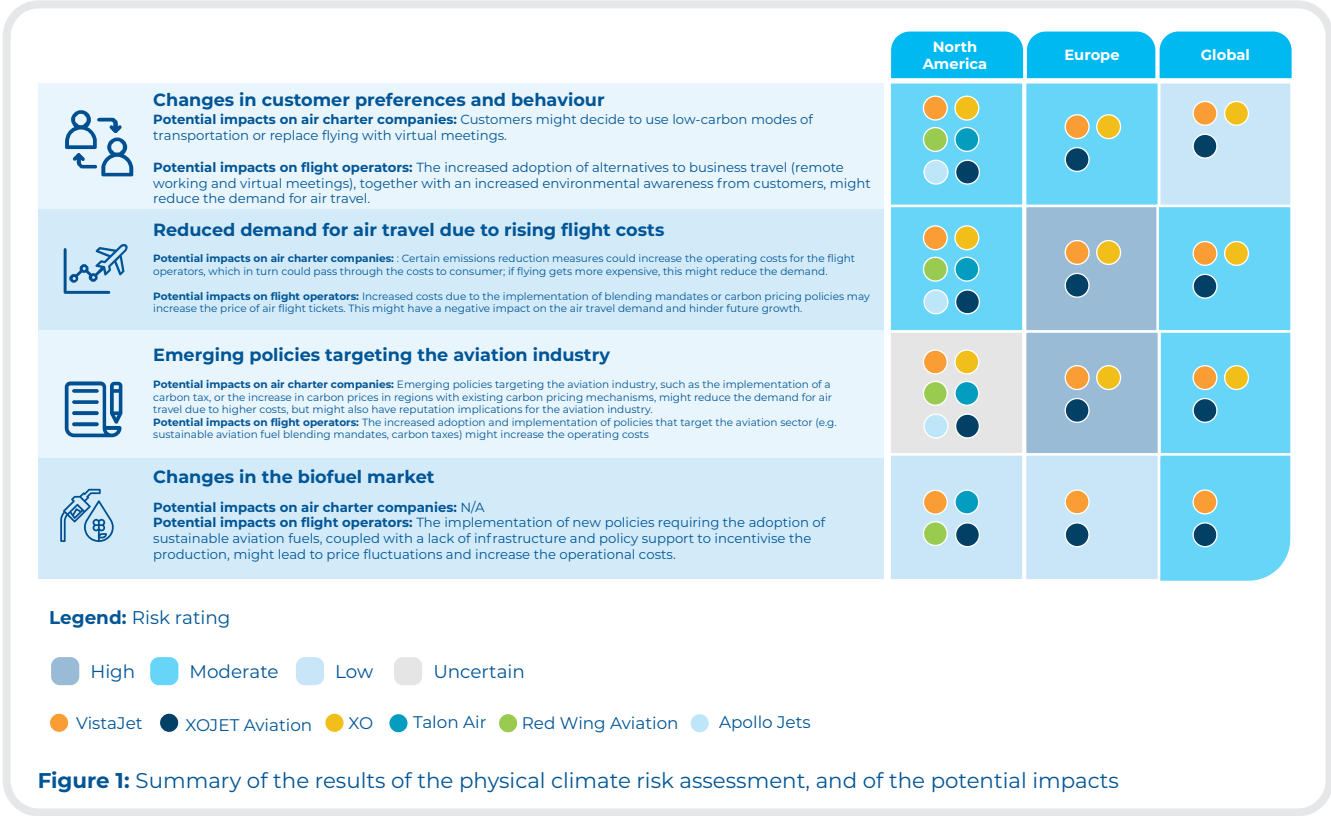 North
America
Europe
Global
Changes in customer preferences and behaviour
Potential impacts on air charter companies: Customers might decide to use low-carbon modes of
transportation or replace flying with virtual meetings.
Potential impacts on flight operators: The increased adoption of alternatives to business travel (remote
working and virtual meetings), together with an increased environmental awareness from customers, might
reduce the demand for air travel.
Reduced demand for air travel due to rising flight costs
Potential impacts on air charter companies: : Certain emissions reduction measures could increase the operating costs for the flight
operators, which in turn could pass through the costs to consumer; if flying gets more expensive, this might reduce the demand.
Potential impacts on flight operators: Increased costs due to the implementation of blending mandates or carbon pricing policies may
increase the price of air flight tickets. This might have a negative impact on the air travel demand and hinder future growth.
Emerging policies targeting the aviation industry
Potential impacts on air charter companies: Emerging policies targeting the aviation industry, such as the implementation of a
carbon tax, or the increase in carbon prices in regions with existing carbon pricing mechanisms, might reduce the demand for air
travel due to higher costs, but might also have reputation implications for the aviation industry.
Potential impacts on flight operators: The increased adoption and implementation of policies that target the aviation sector (e.g.
sustainable aviation fuel blending mandates, carbon taxes) might increase the operating costs
Changes in the biofuel market
Potential impacts on air charter companies: N/A
Potential impacts on flight operators: The implementation of new policies requiring the adoption of
sustainable aviation fuels, coupled with a lack of infrastructure and policy support to incentivise the
production, might lead to price fluctuations and increase the operational costs.
Legend: Risk rating
High Moderate Low Uncertain
VistaJet XOJET Aviation XO Talon Air Red Wing Aviation Apollo Jets
Figure 1: Summary of the results of the physical climate risk assessment, and of the potential impacts